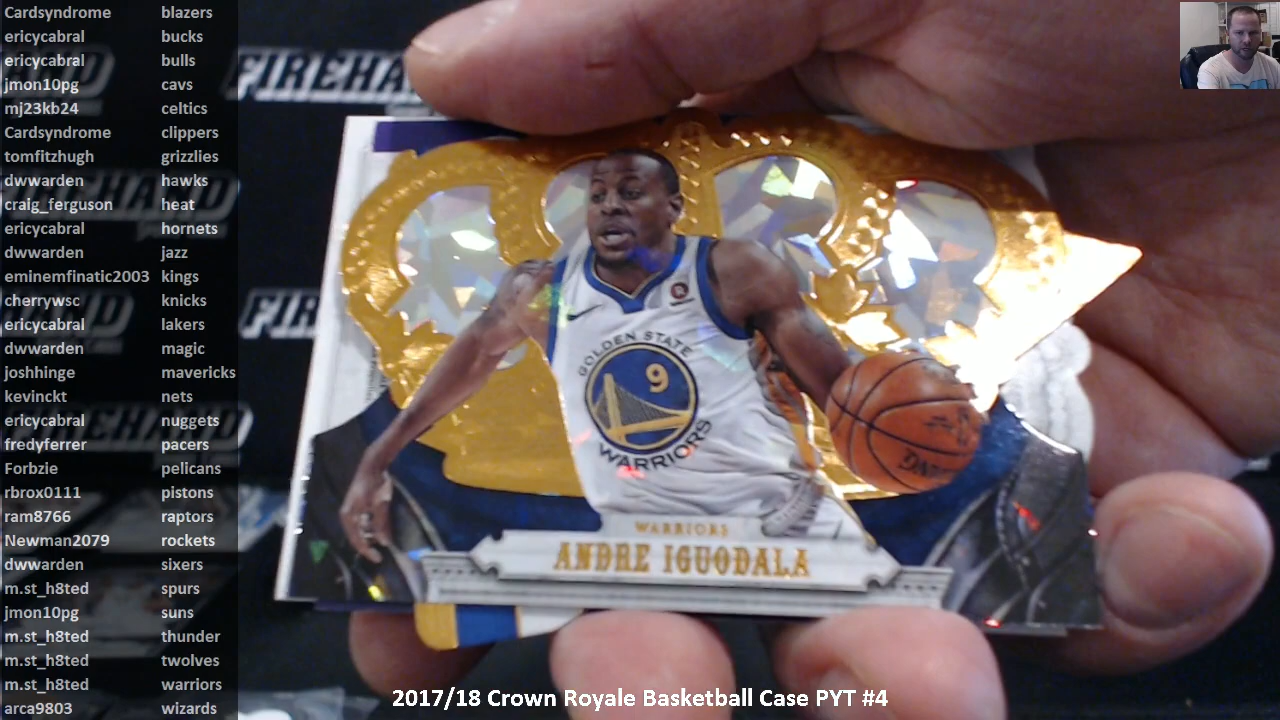 Cardsyndrome blazers
ericycabral bucks
ericycabral bulls
jmon10pg cavs
mj23kb24 celtics
Cardsyndrome clippers
tomfitzhugh grizzlies
dwwarden hawks
craig_ferguson heat
ericycabral hornets
dwwarden jazz
eminemfinatic2003 kings
cherrywsc knicks
ericycabral lakers
dwwarden magic
joshhinge mavericks
kevinckt nets
ericycabral nuggets
fredyferrer pacers
Forbzie pelicans
rbrox0111 pistons
ram8766 raptors
Newman2079 rockets
dwwarden sixers
m.st_h8ted spurs
jmon10pg suns
m.st_h8ted thunder
m.st_h8ted twolves
m.st_h8ted warriors
arca9803 wizards
FIREHAND
GOLDEN STATE
9
WARRIORS
WARRIORS
ANDRE IGUODALA
2017/18 Crown Royale Basketball Case PYT #4